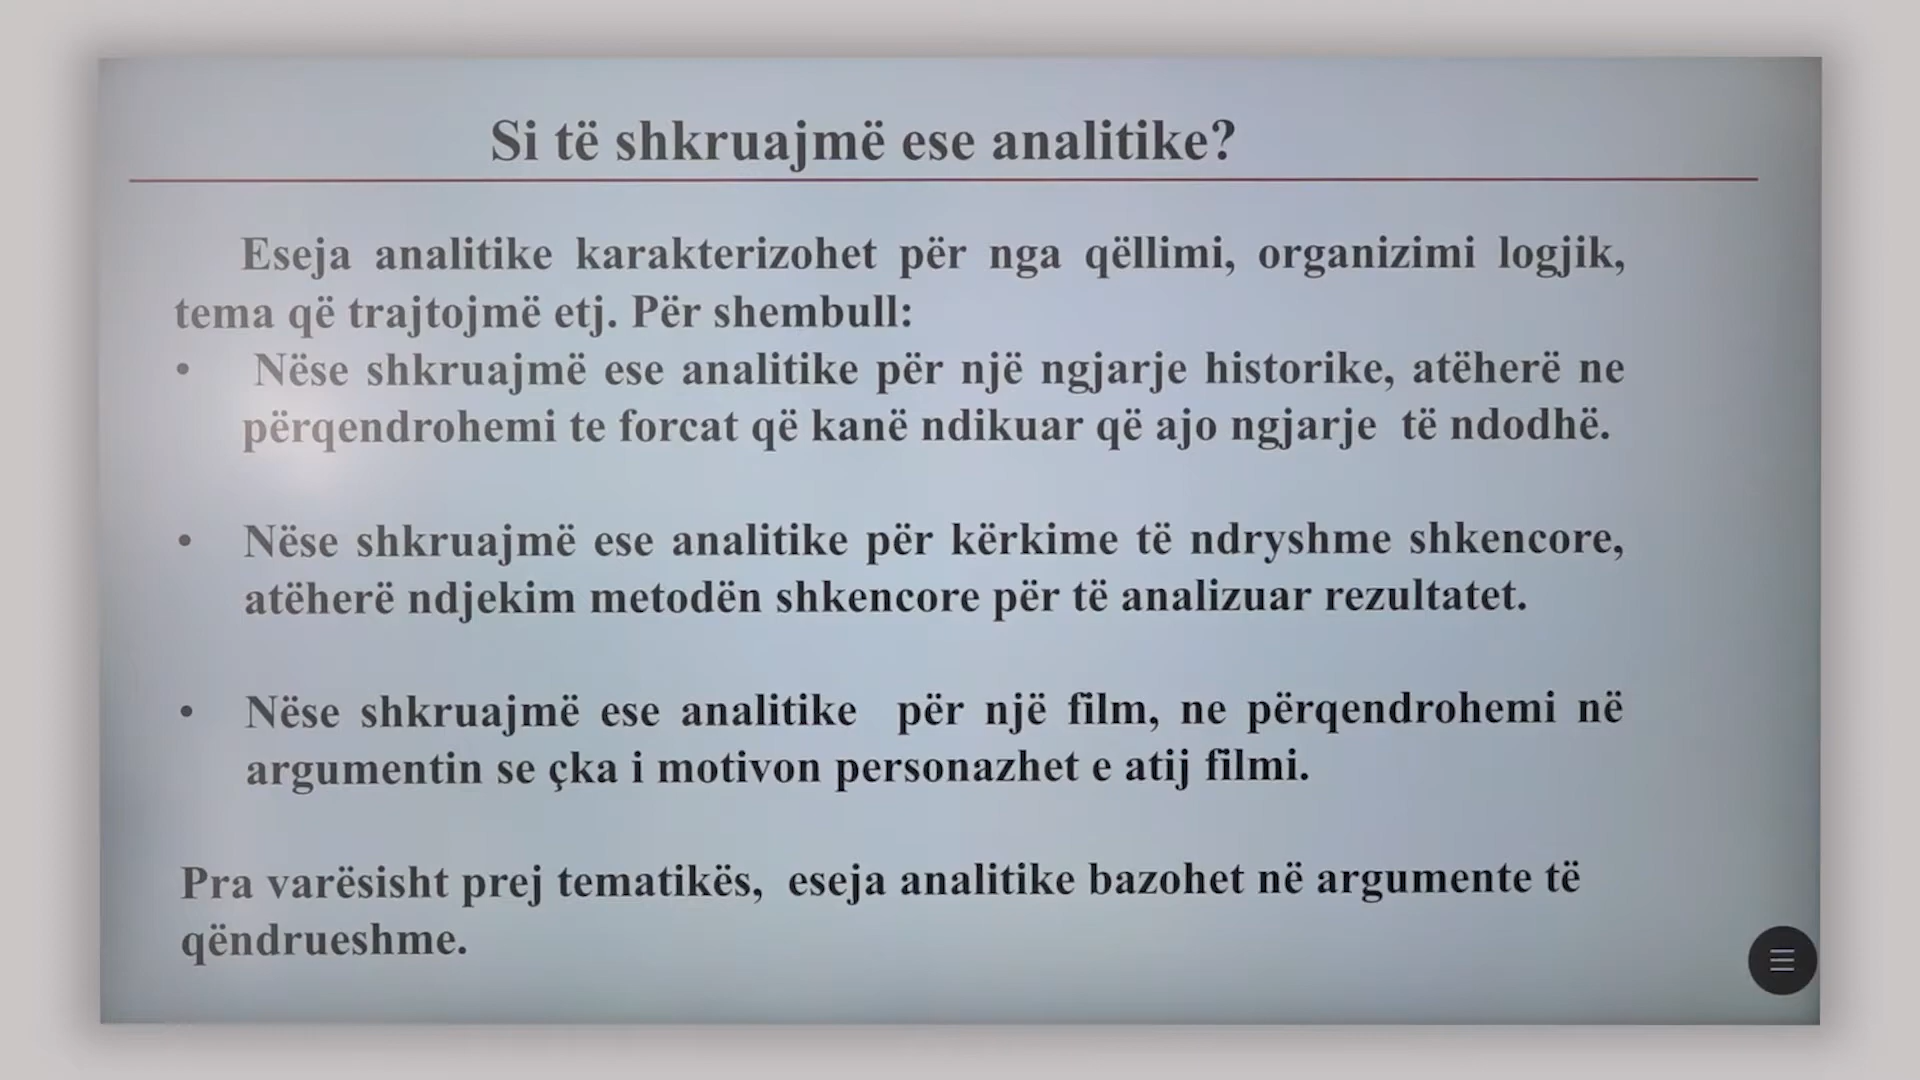 Si të shkruajmë ese analitike?
Eseja analitike karakterizohet për nga qëllimi, organizimi logjik,
tema që trajtojmë etj. Për shembull:
• Nëse shkruajmë ese analitike për një ngjarje historike, atëherë ne
përqendrohemi te forcat që kanë ndikuar që ajo ngjarje të ndodhë.
• Nëse shkruajmë ese analitike për kërkime të ndryshme shkencore,
atëherë ndjekim metodën shkencore për të analizuar rezultatet.
• Nëse shkruajmë ese analitike për një film, ne përqendrohemi në
argumentin se çka i motivon personazhet e atij filmi.
Pra varësisht prej tematikës, eseja analitike bazohet në argumente të
qëndrueshme.